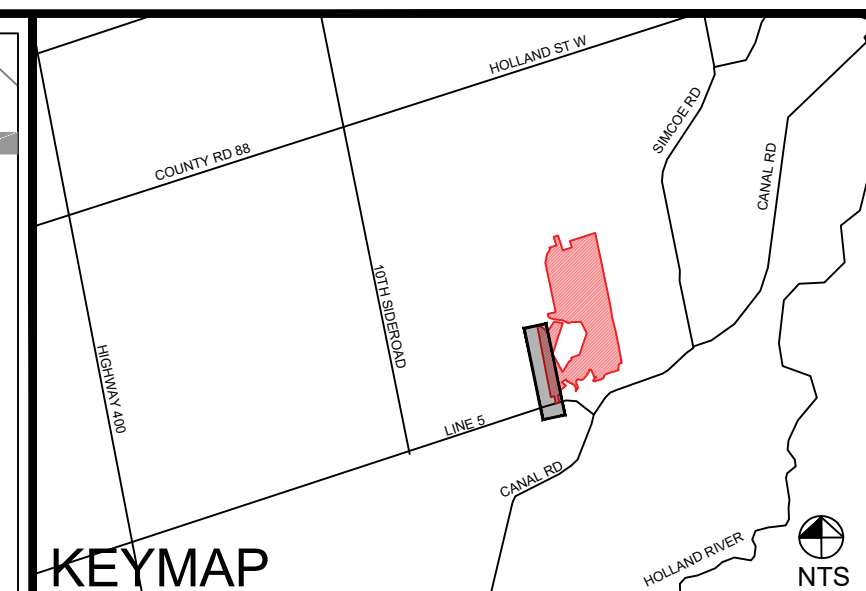 HOLLAND ST W
COUNTY RD 88
SIMCOE RD
CANAL RD
10TH SIDEROAD
HIGHWAY 400
LINE 5
CANAL RD
HOLLAND RIVER
KEYMAP
NTS